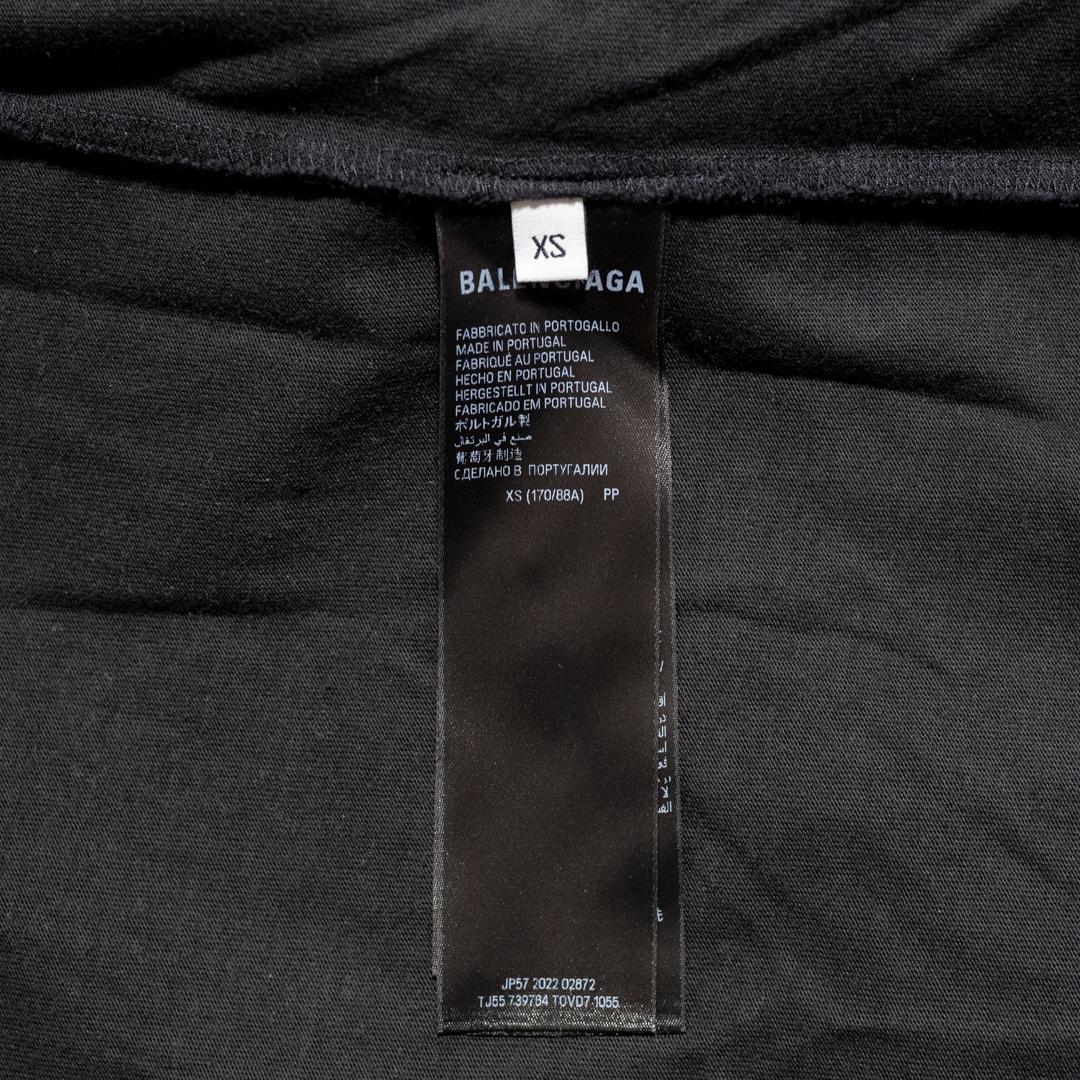 XS
BALENCIAGA
FABBRICATO IN PORTOGALLO
MADE IN PORTUGAL
FABRIQUÉ AU PORTUGAL
HECHO EN PORTUGAL
HERGESTELLT IN PORTUGAL
FABRICADO EM PORTUGAL
ポルトガル製
صنع في البرتغال
葡萄牙制造
СДЕЛАНО В ПОРТУГАЛИИ
XS (170/88A) PP
JP57 2022 02872
TJ55 739784 TOVD7 1055